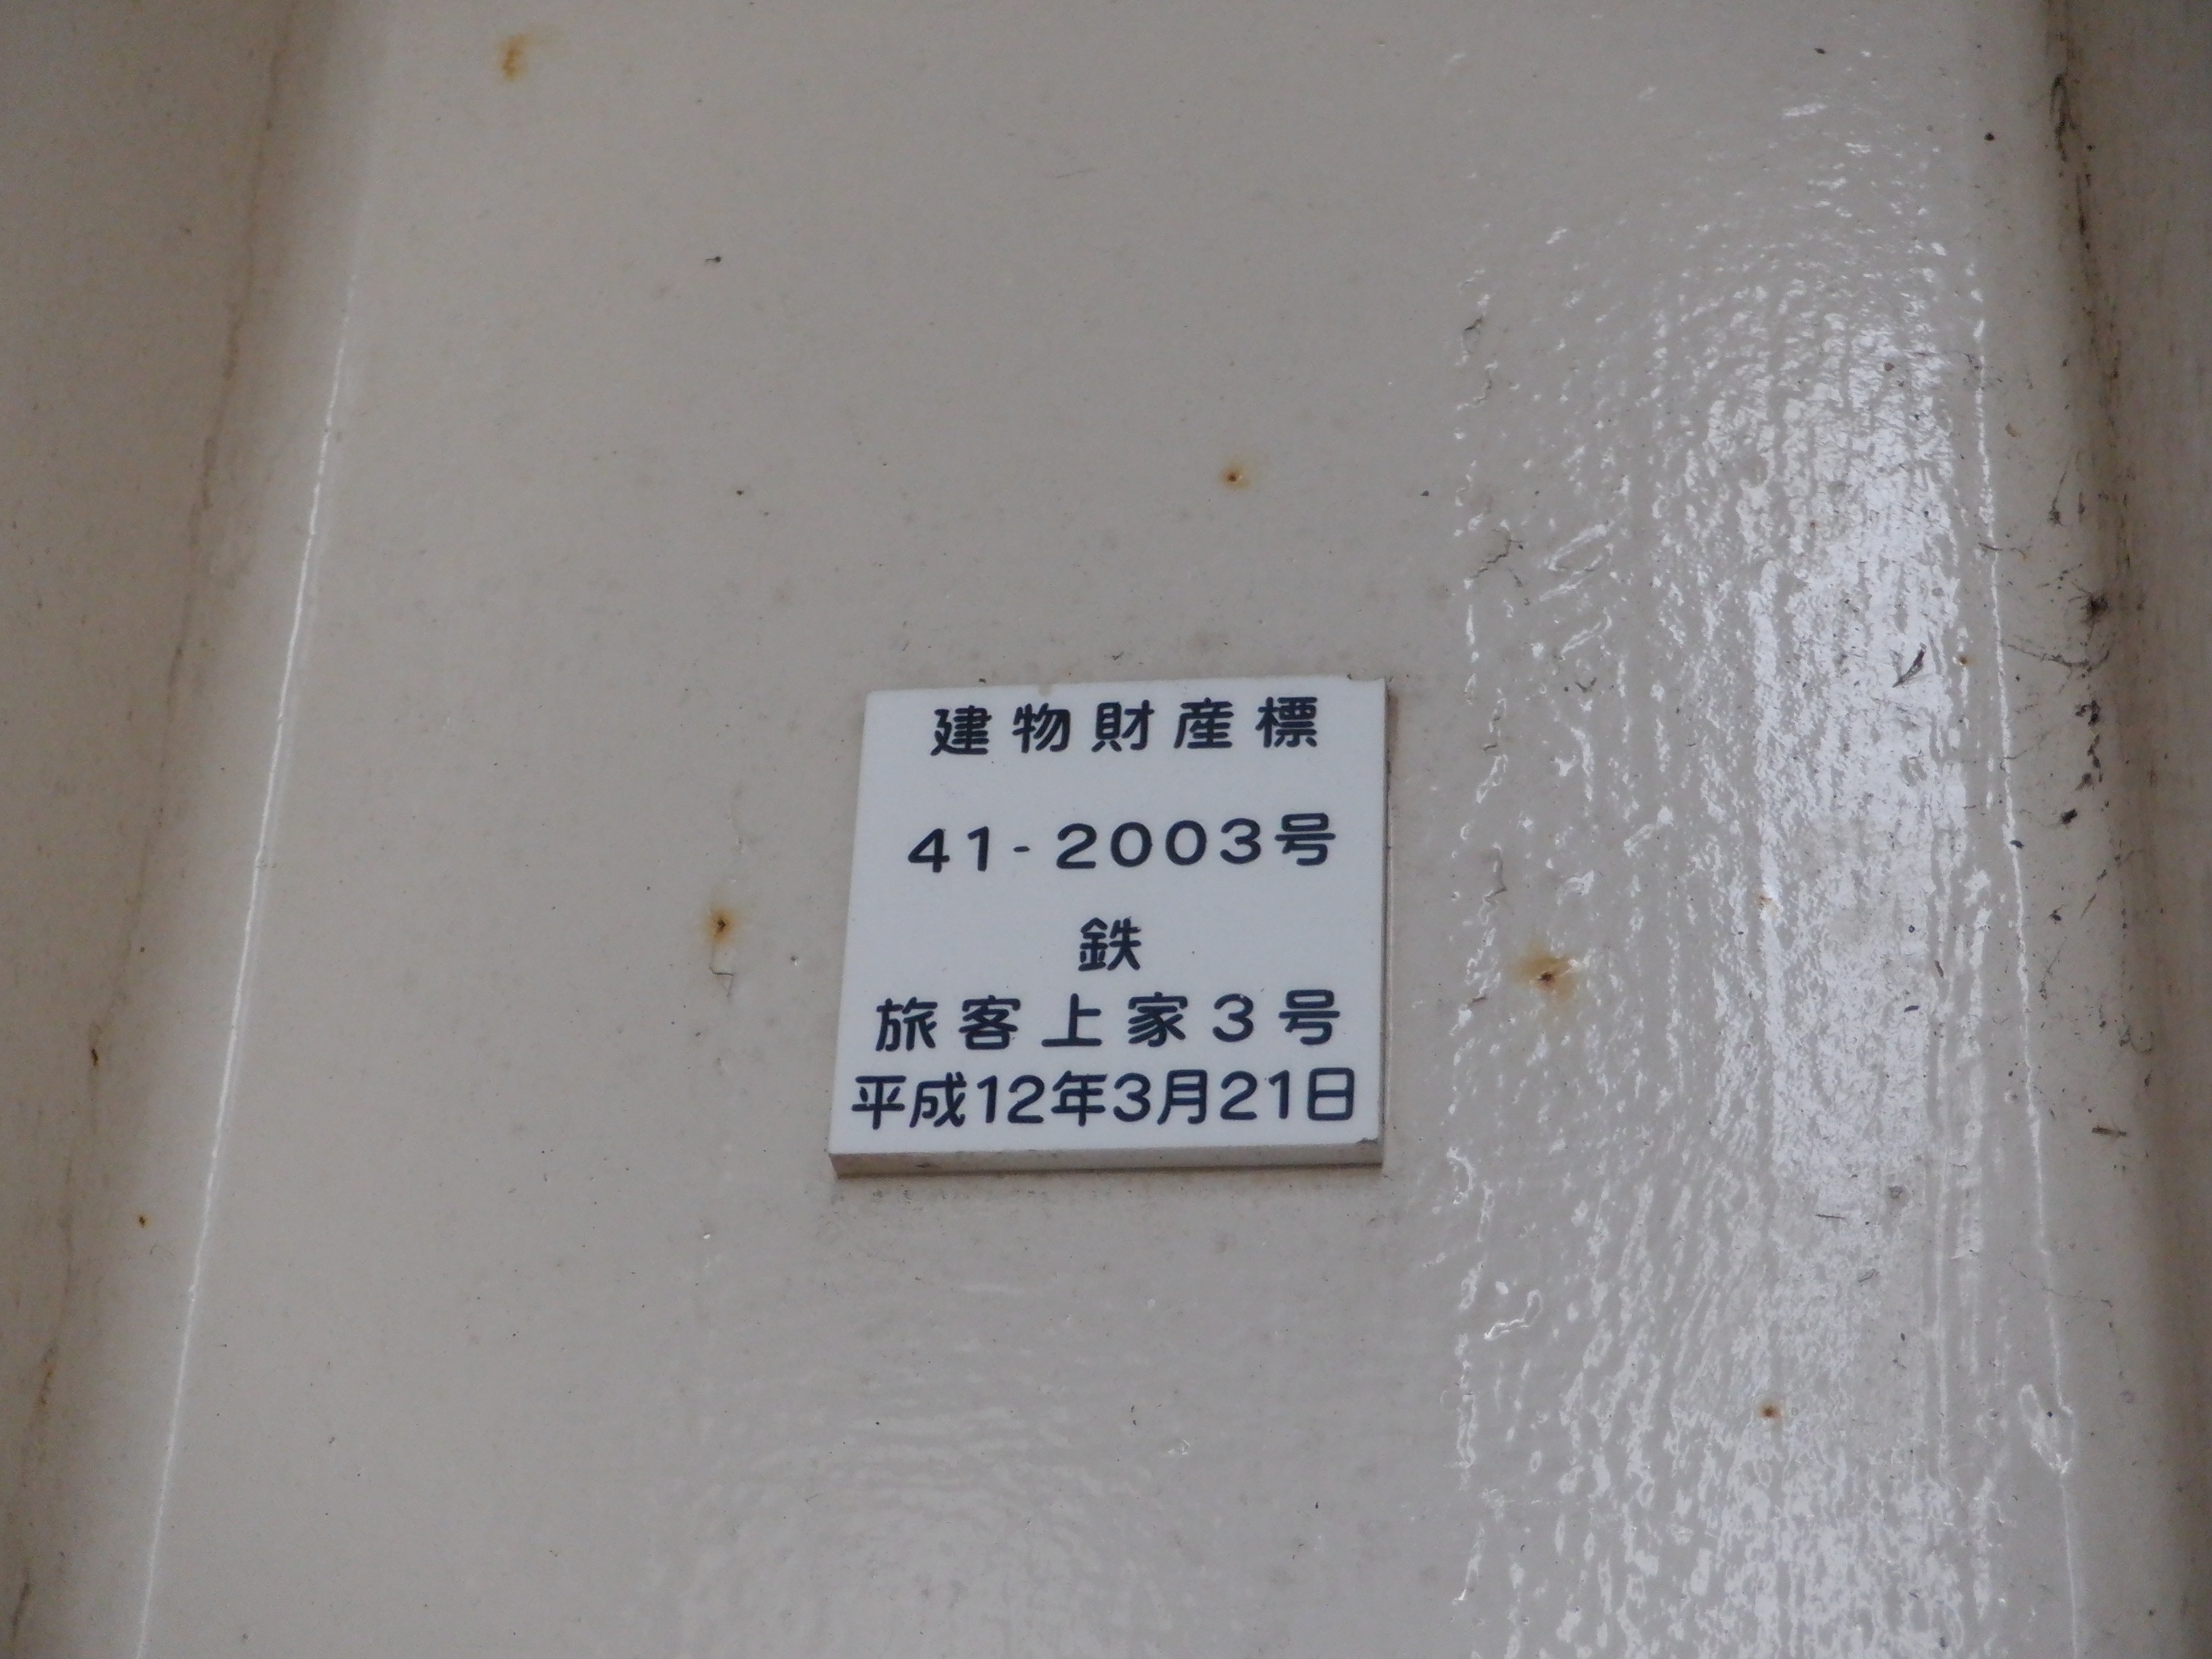 建物財産標
41-2003号
鉄
旅客上家3号
平成12年3月21日